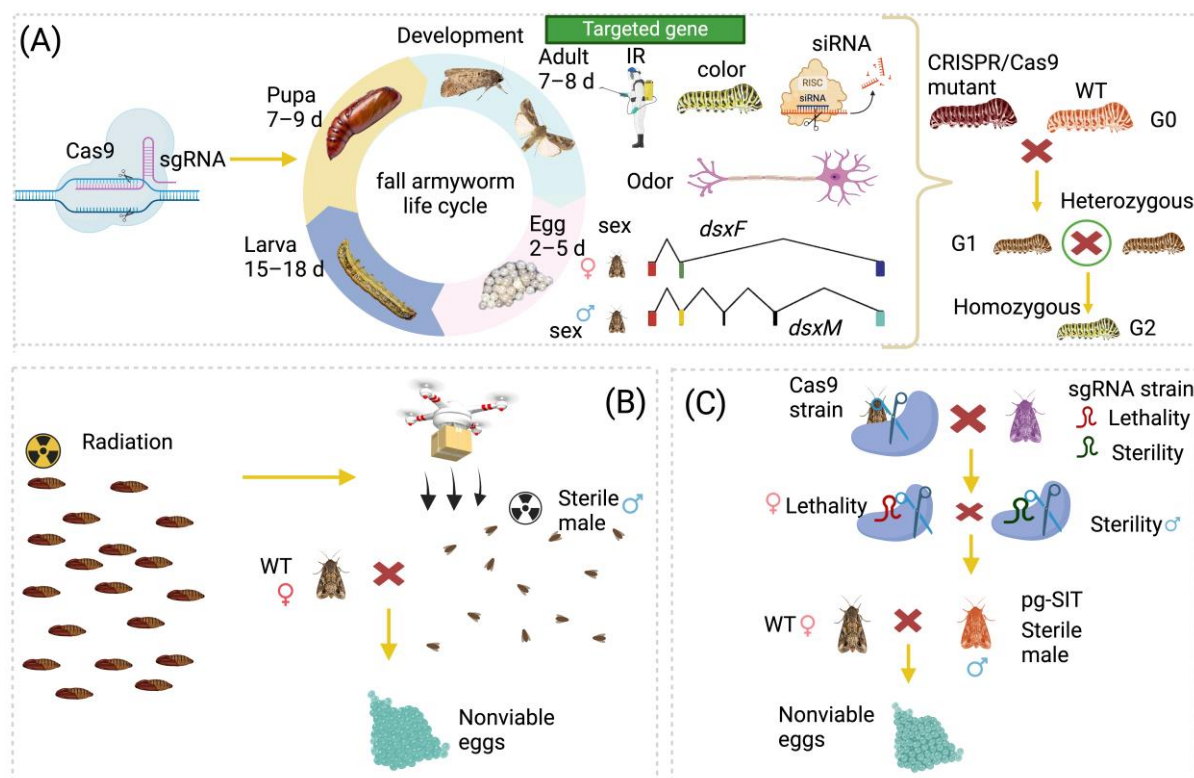 (A)
Cas9
sgRNA
Development
Pupa
7–9 d
Adult
7–8 d
fall armyworm
life cycle
Larva
15–18 d
Egg
2–5 d
Targeted gene
IR
color
siRNA
RISC
siRNA
Odor
sex
♀
dsxF
♂
sex
dsxM
CRISPR/Cas9
mutant
WT
G0
Heterozygous
G1
Homozygous
G2
(B)
Radiation
Sterile ♂
male
WT
♀
Nonviable
eggs
(C)
Cas9
strain
sgRNA strain
Lethality
Sterility
♀ Lethality
Sterility ♂
WT ♀
pg-SIT
Sterile
male
♂
Nonviable
eggs